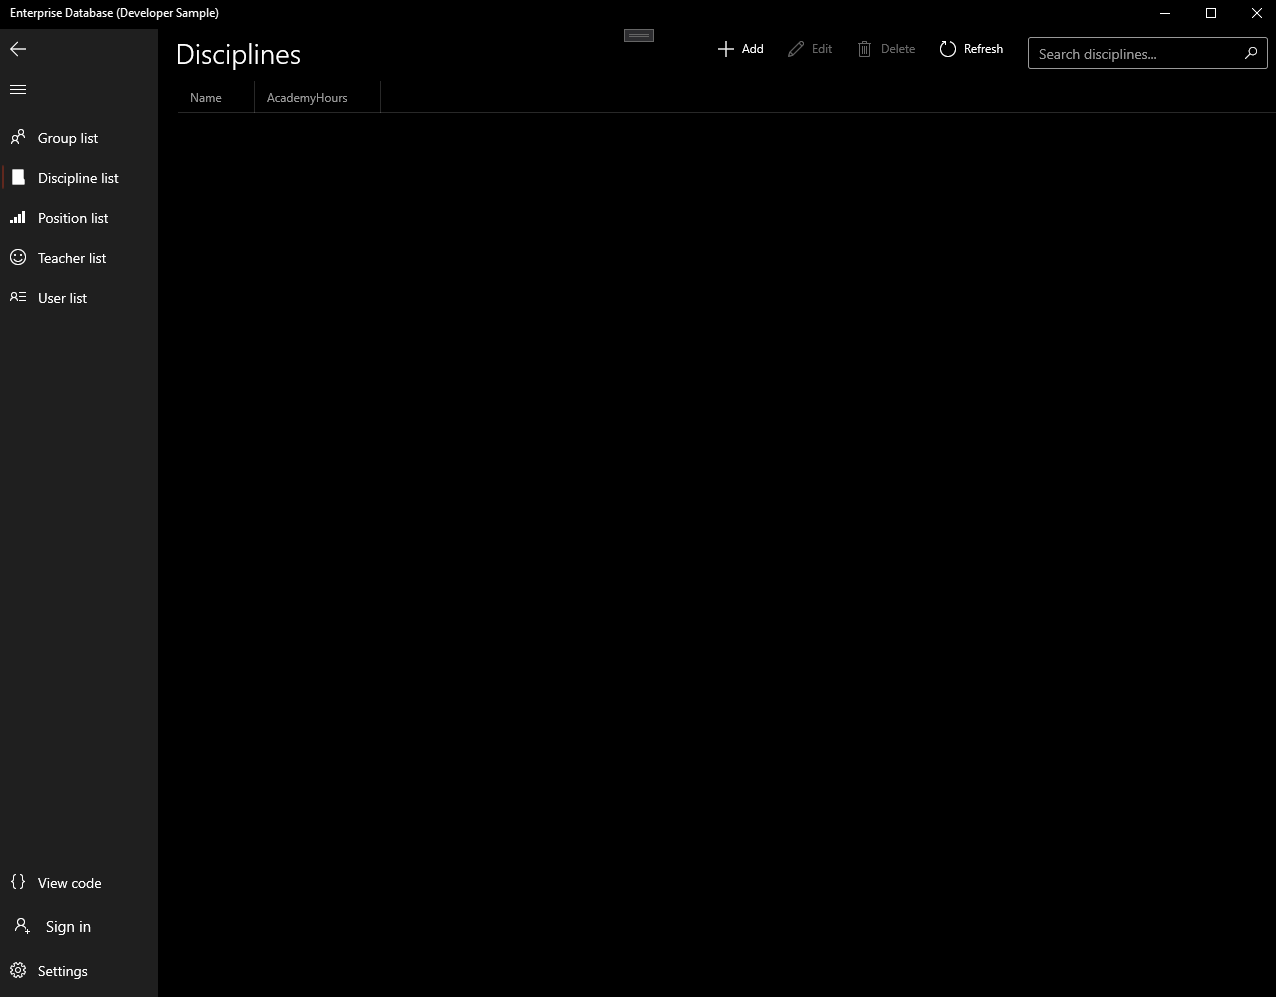 Enterprise Database (Developer Sample)
Disciplines
Add
Edit
Delete
Refresh
Search disciplines...
Name
AcademyHours
Group list
Discipline list
Position list
Teacher list
User list
View code
Sign in
Settings